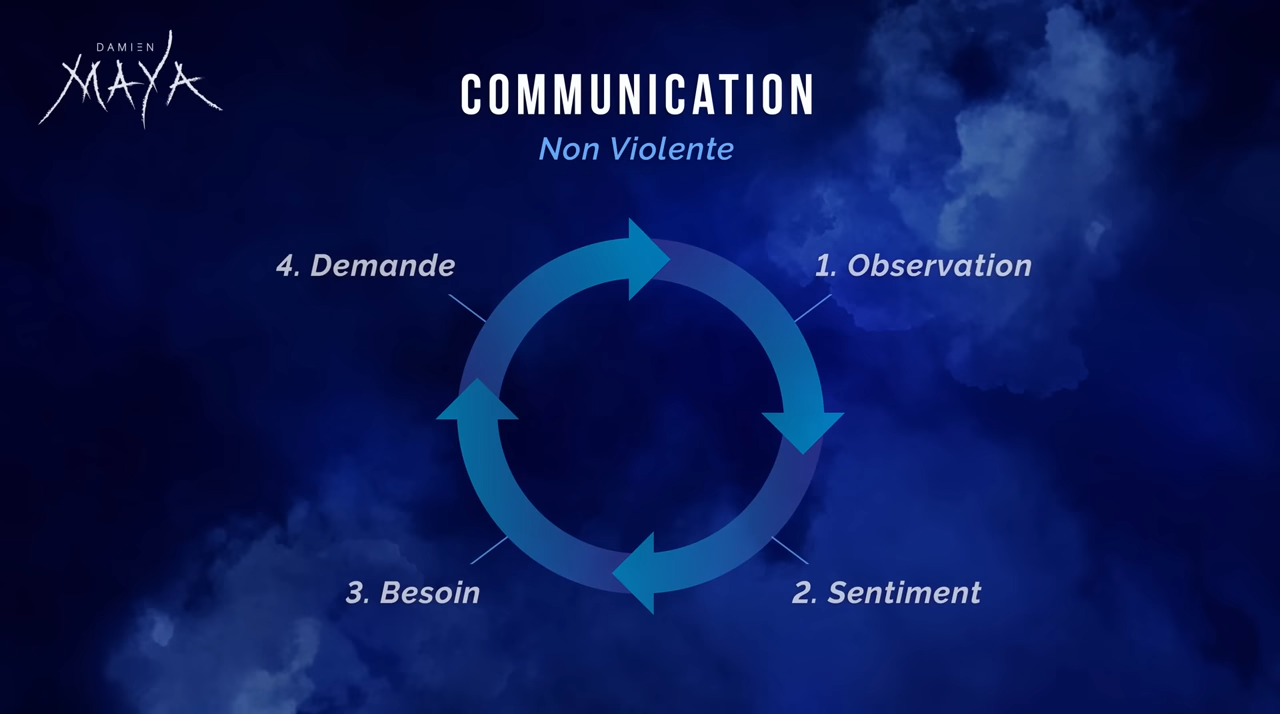 DAMIEN
MAYA
COMMUNICATION
Non Violente
4. Demande
1. Observation
3. Besoin
2. Sentiment